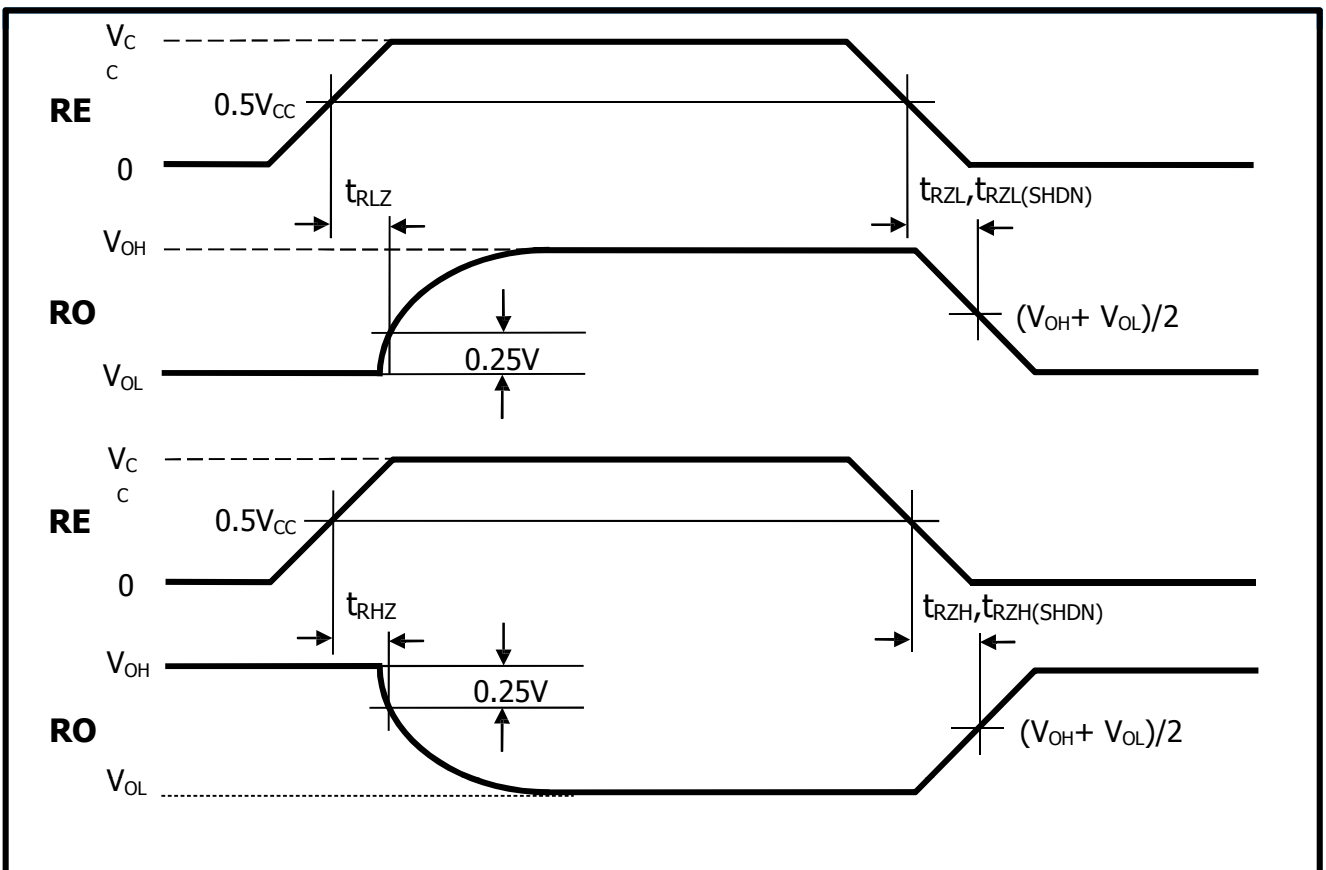 V_C
C
RE
0.5V_CC
0
t_RLZ
t_RZL,t_RZL(SHDN)
V_OH
RO
(V_OH+ V_OL)/2
0.25V
V_OL
V_C
C
RE
0.5V_CC
0
t_RHZ
t_RZH,t_RZH(SHDN)
V_OH
0.25V
RO
(V_OH+ V_OL)/2
V_OL